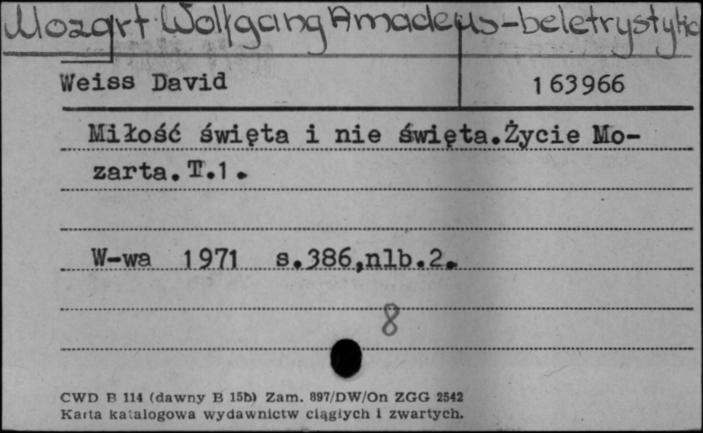 Mozart Wolfgang Amadeus-beletrystyka
Weiss David 163966
Miłość święta i nie święta.Życie Mo-
zarta. T.1.
W-wa 1971 s.386,nlb.2.
8
CWD B 114 (dawny B 15b) Zam. 897/DW/On ZGG 2542
Karta katalogowa wydawnictw ciągłych i zwartych.